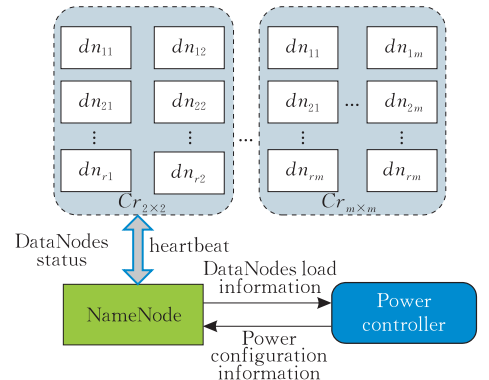 dn₁₁ dn₁₂ dn₁₁ dn₁ₘ
dn₂₁ dn₂₂ dn₂₁ ... dn₂ₘ
⋮ ⋮ ... ⋮ ⋮
dnᵣ₁ dnᵣ₂ dnᵣₘ dnᵣₘ
Cr₂×₂ Crₘ×ₘ
DataNodes
status
heartbeat
DataNodes load
information
NameNode
Power
controller
Power
configuration
information